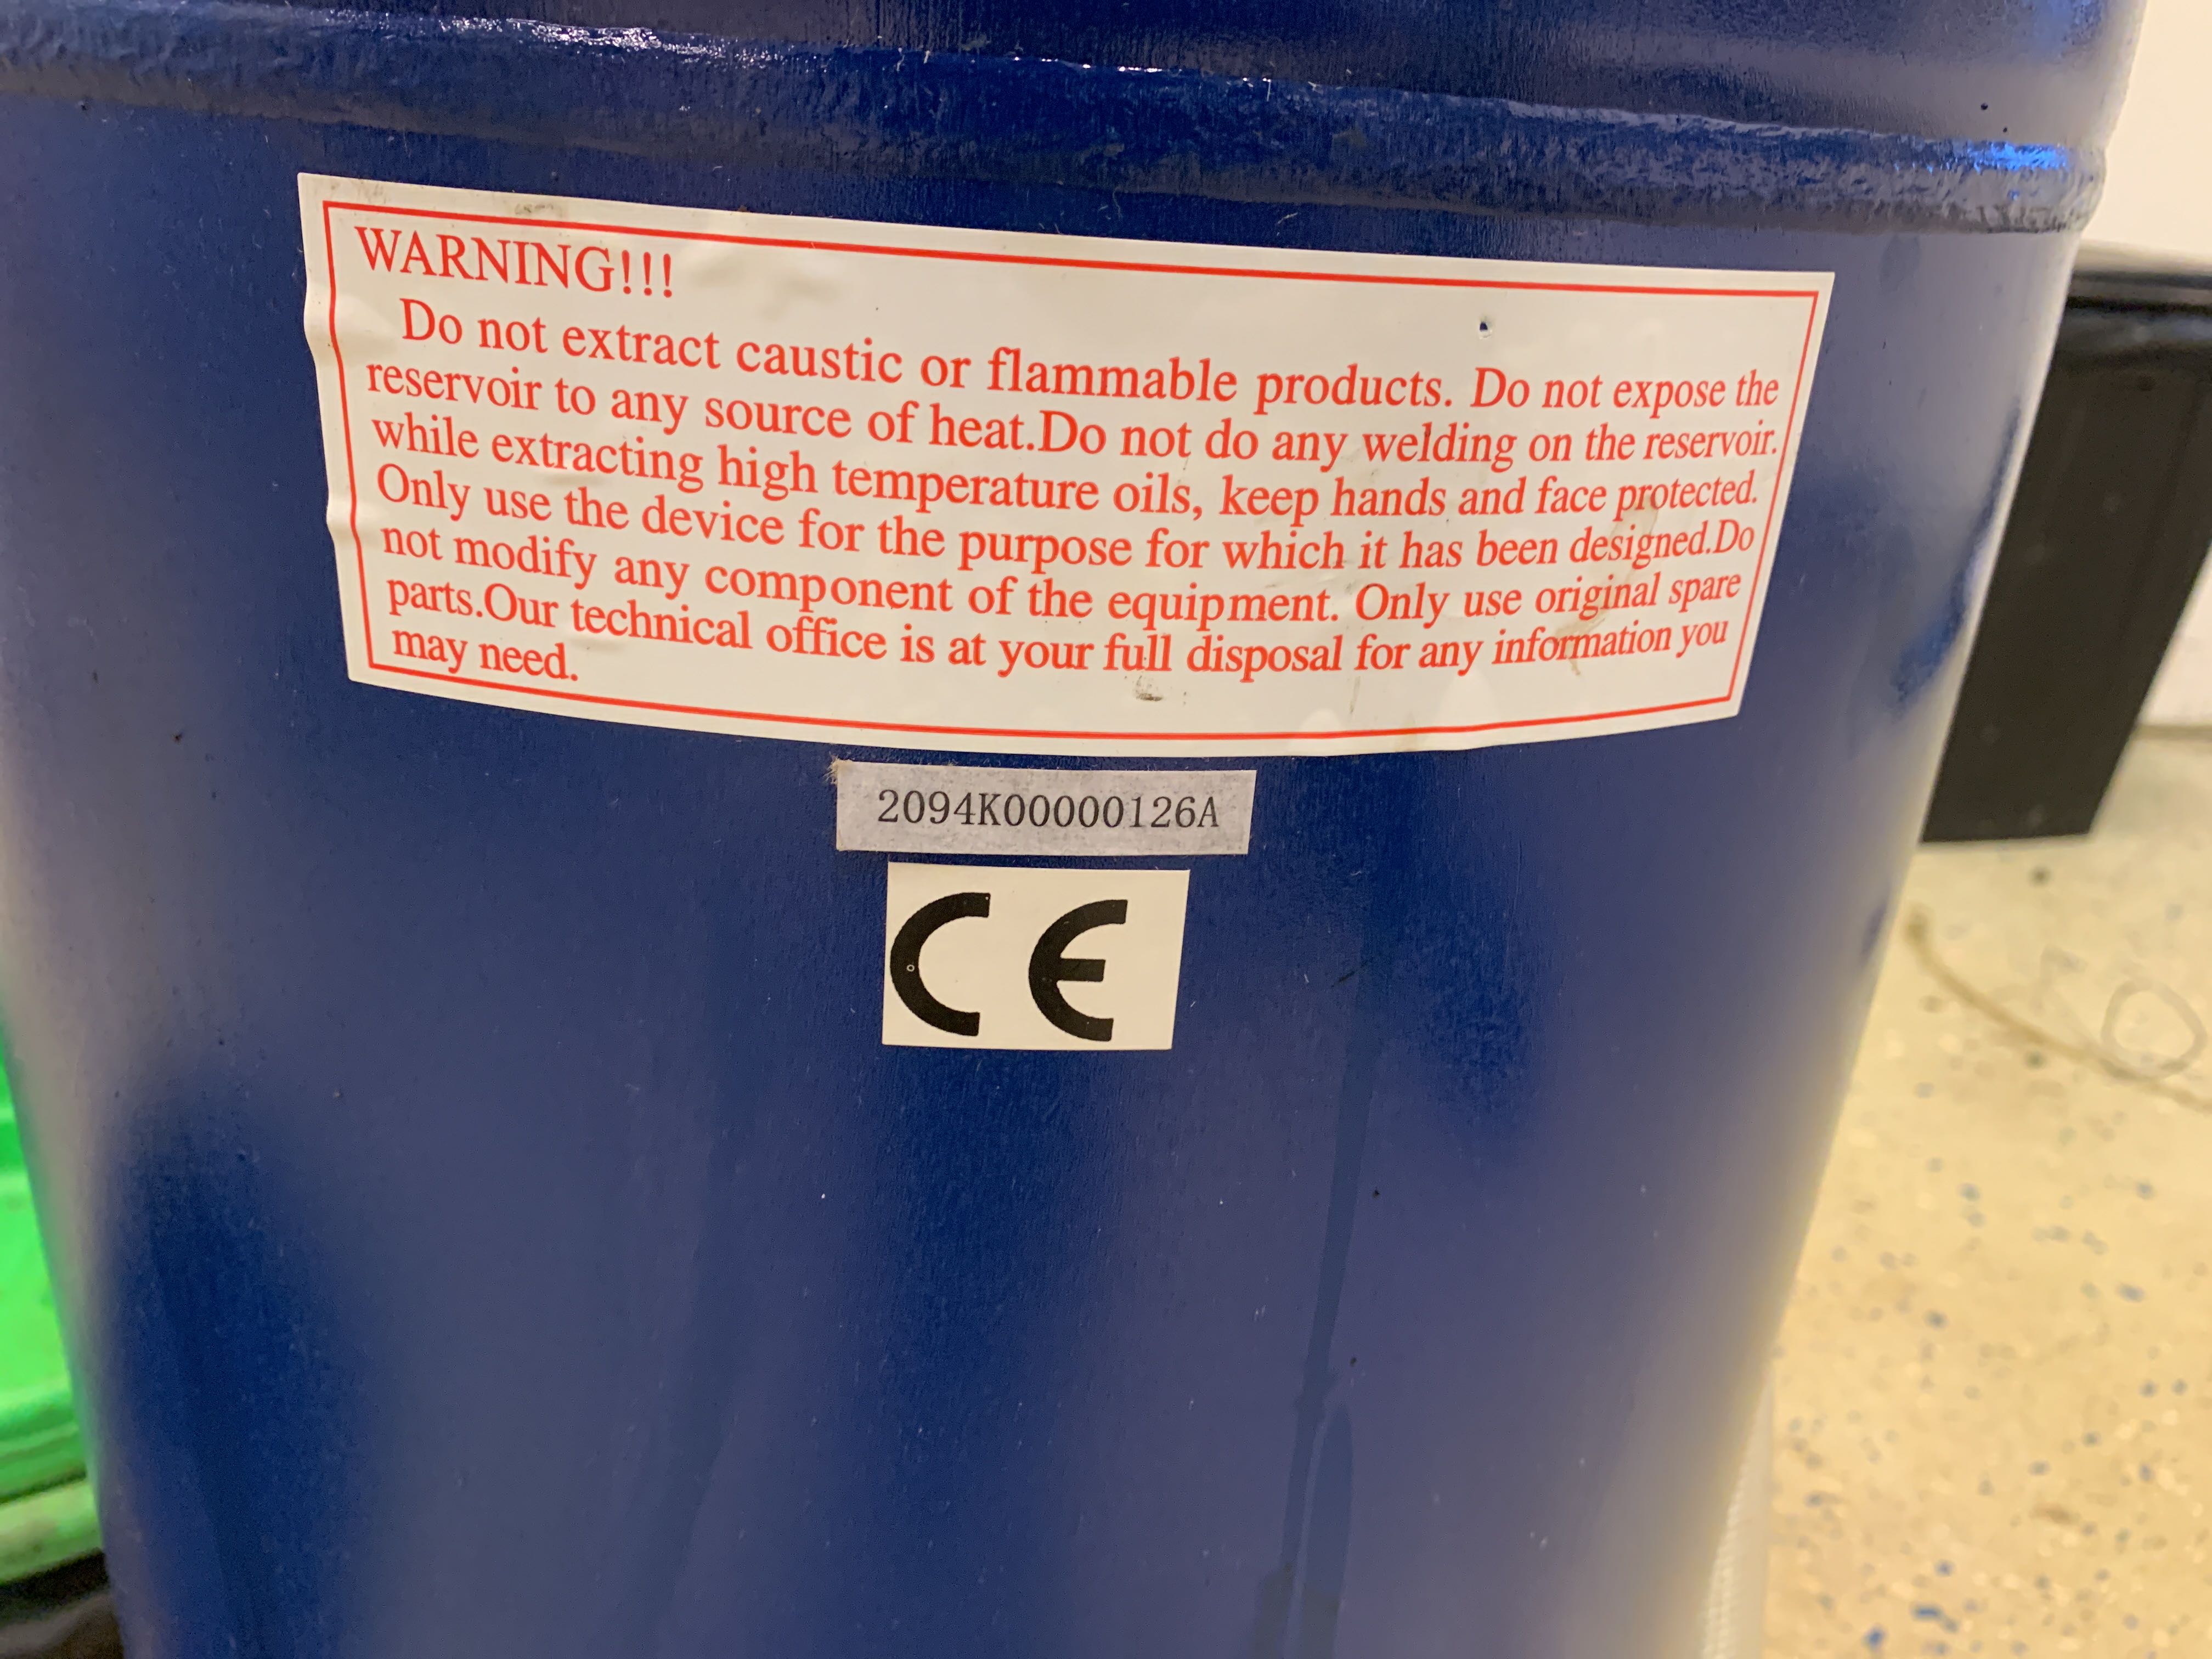 WARNING!!!
Do not extract caustic or flammable products. Do not expose the
reservoir to any source of heat.Do not do any welding on the reservoir.
while extracting high temperature oils, keep hands and face protected.
Only use the device for the purpose for which it has been designed.Do
not modify any component of the equipment. Only use original spare
parts.Our technical office is at your full disposal for any information you
may need.
2094K00000126A
CE